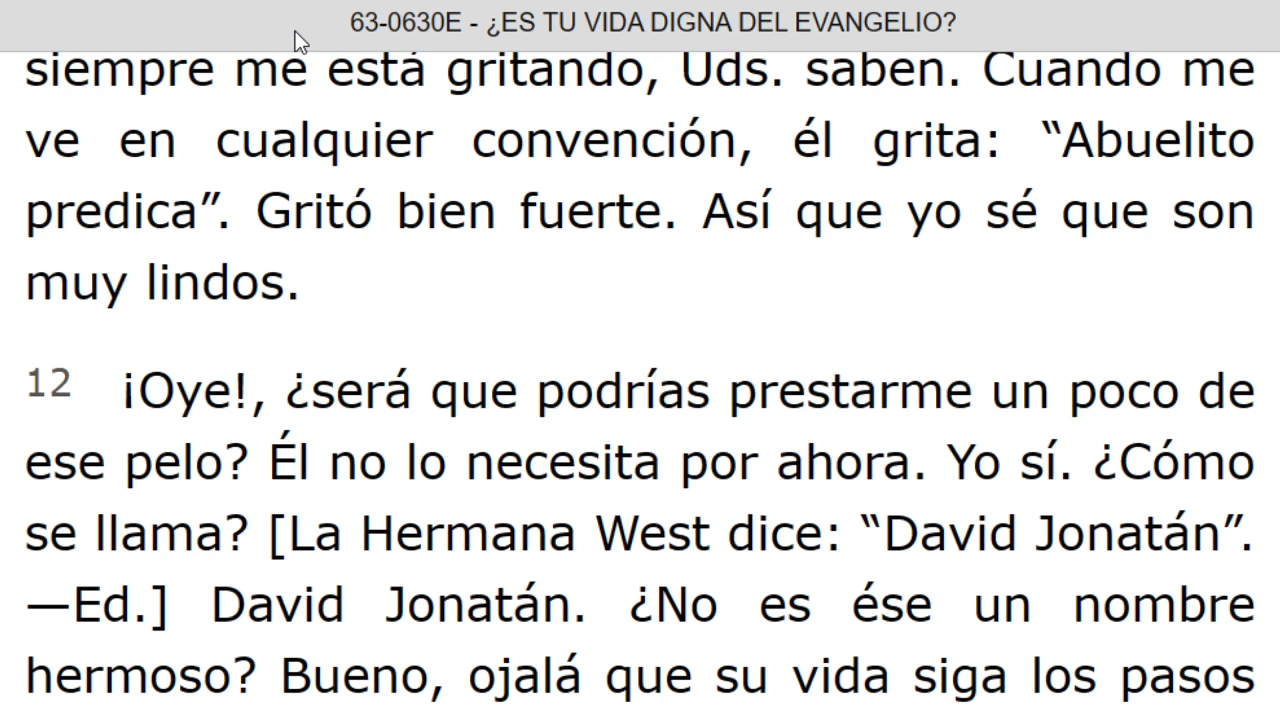 63-0630E - ¿ES TU VIDA DIGNA DEL EVANGELIO?
siempre me está gritando, Uds. saben. Cuando me
ve en cualquier convención, él grita: “Abuelito
predica”. Gritó bien fuerte. Así que yo sé que son
muy lindos.
12 ¡Oye!, ¿será que podrías prestarme un poco de
ese pelo? Él no lo necesita por ahora. Yo sí. ¿Cómo
se llama? [La Hermana West dice: “David Jonatán”.
—Ed.] David Jonatán. ¿No es ése un nombre
hermoso? Bueno, ojalá que su vida siga los pasos